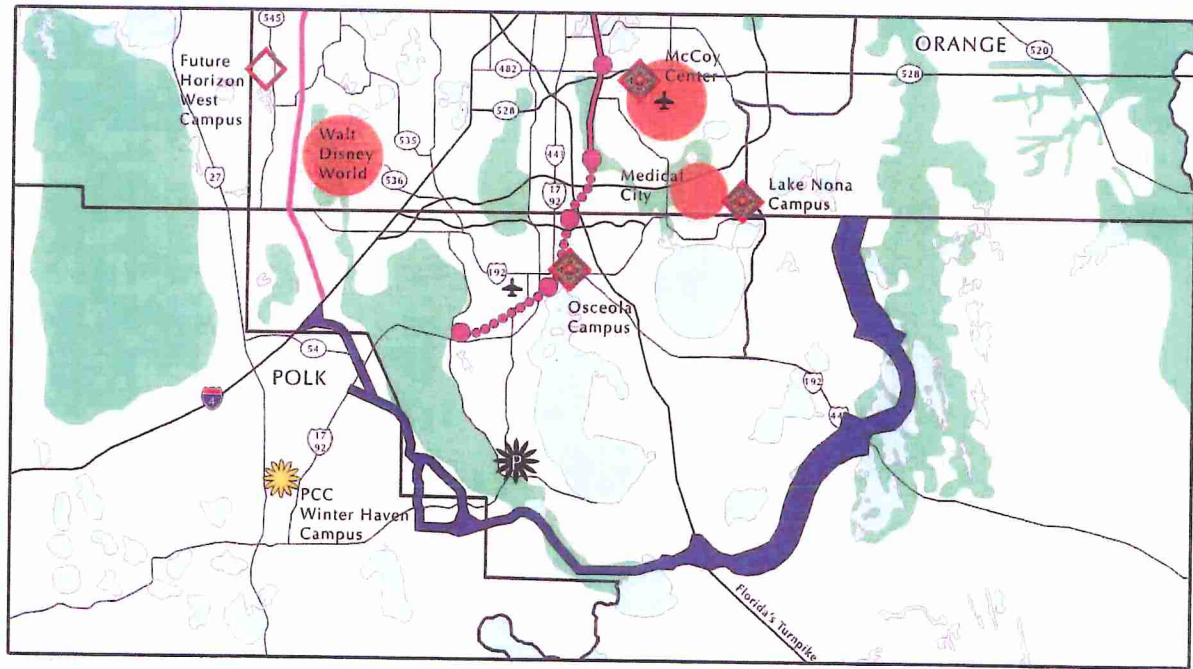 545
Future
Horizon
West
Campus
482
McCoy
Center
ORANGE
520
528
528
Walt
Disney
World
535
536
441
27
17
92
Medical
City
Lake Nona
Campus
192
Osceola
Campus
54
POLK
4
192
441
17
92
P
PCC
Winter Haven
Campus
Florida's Turnpike